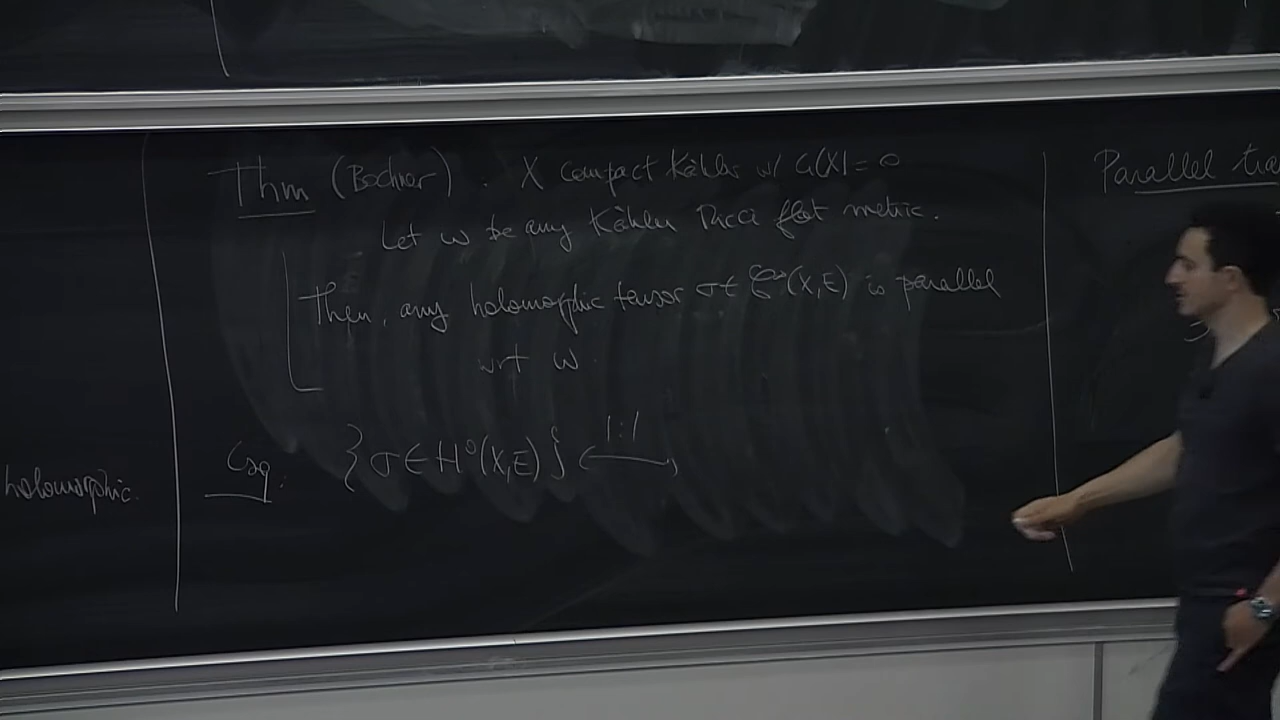 holomorphic.
Thm (Bochner). X compact Kähler w/ c₁(X)=0
Let ω be any Kähler Ricci flat metric.
Then, any holomorphic tensor σ ∈ C^∞(X,E) is parallel
wrt ω.
Csq: {σ ∈ H⁰(X,E)} ⟷ 1:1
Parallel tra